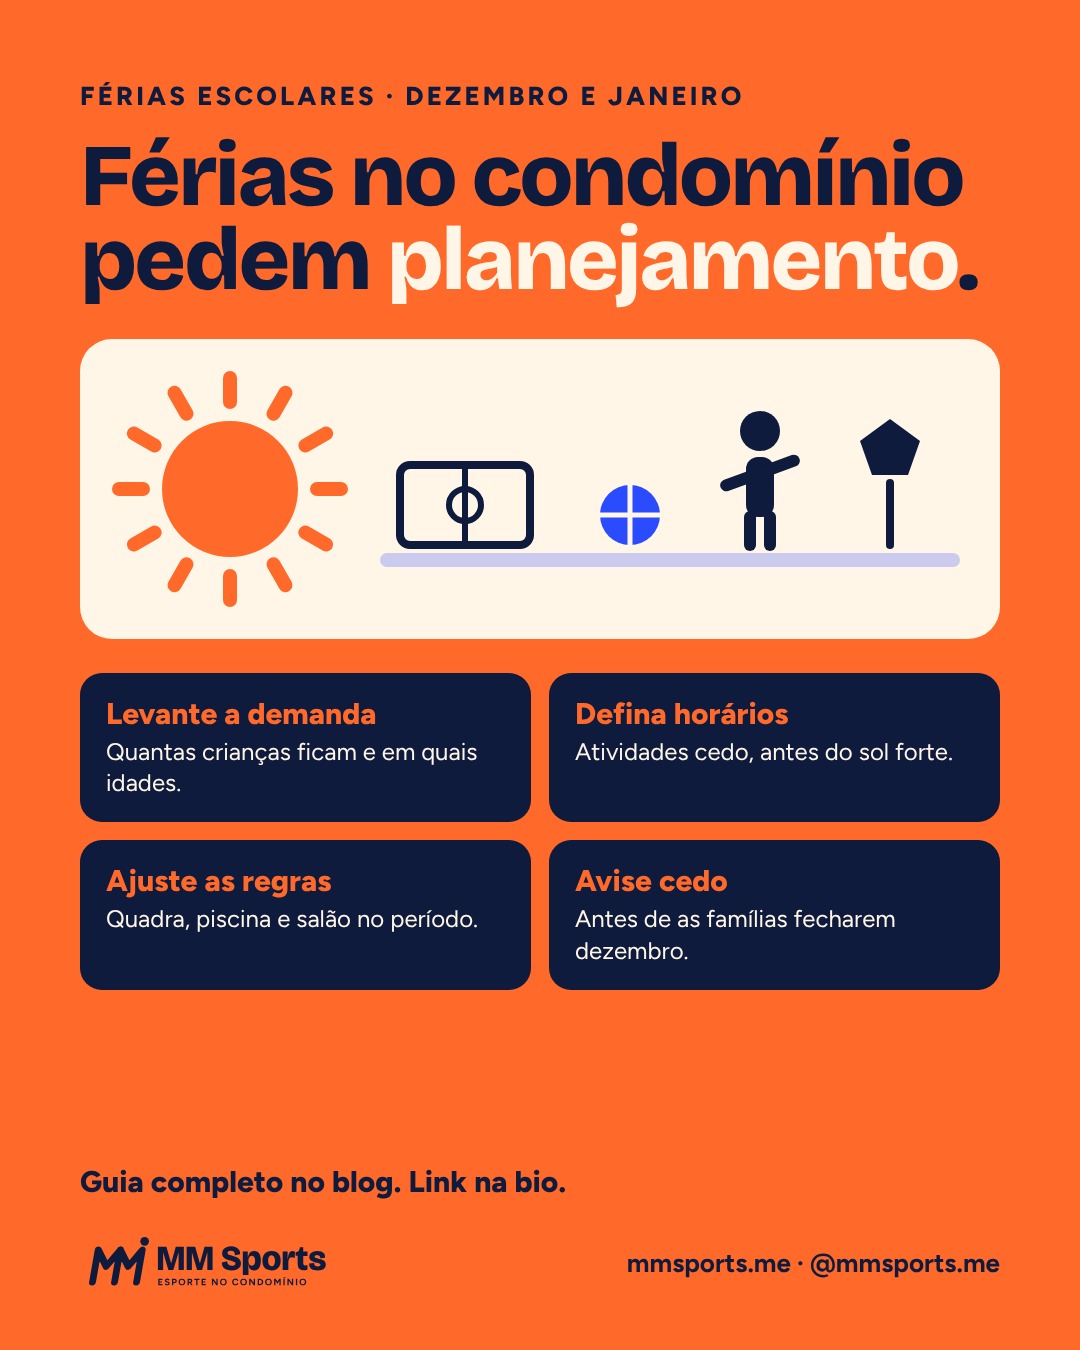 FÉRIAS ESCOLARES · DEZEMBRO E JANEIRO
Férias no condomínio
pedem planejamento.
Levante a demanda
Quantas crianças ficam e em quais
idades.
Defina horários
Atividades cedo, antes do sol forte.
Ajuste as regras
Quadra, piscina e salão no período.
Avise cedo
Antes de as famílias fecharem
dezembro.
Guia completo no blog. Link na bio.
MM Sports
ESPORTE NO CONDOMÍNIO
mmsports.me · @mmsports.me